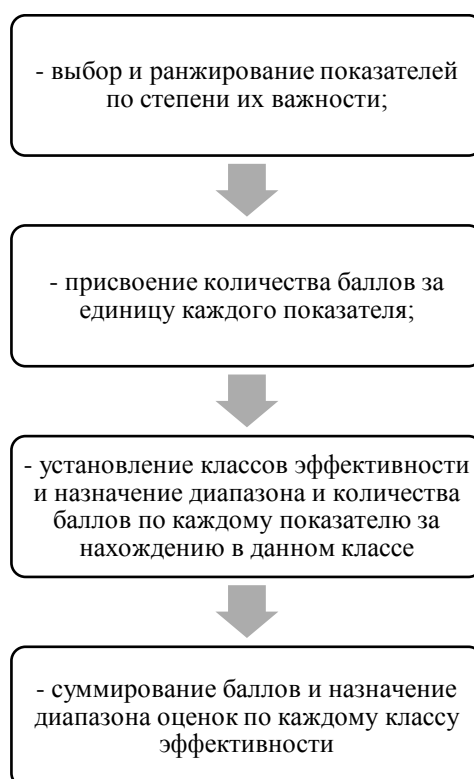 - выбор и ранжирование показателей
по степени их важности;
- присвоение количества баллов за
единицу каждого показателя;
- установление классов эффективности
и назначение диапазона и количества
баллов по каждому показателю за
нахождению в данном классе
- суммирование баллов и назначение
диапазона оценок по каждому классу
эффективности